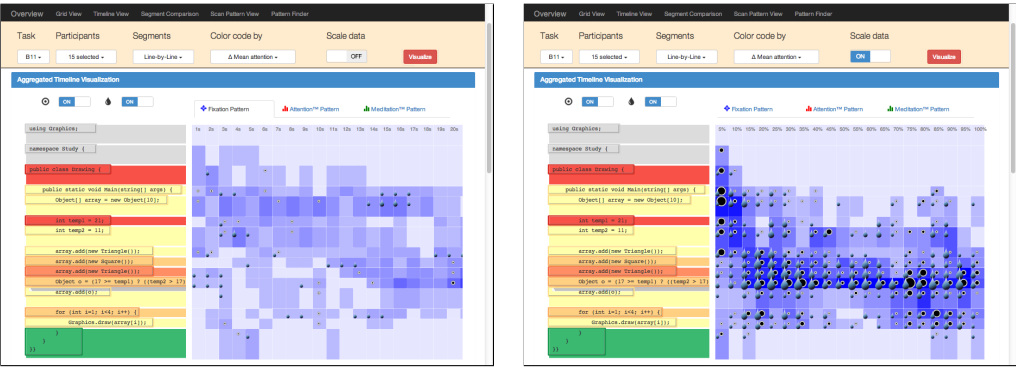 Overview Grid View Timeline View Segment Comparison Scan Pattern View Pattern Finder
Task Participants Segments Color code by Scale data
B11 15 selected Line-by-Line Δ Mean attention OFF Visualize
Aggregated Timeline Visualization
ON ON
Fixation Pattern Attention™ Pattern Meditation™ Pattern
1s 2s 3s 4s 5s 6s 7s 8s 9s 10s 11s 12s 13s 14s 15s 16s 17s 18s 19s 20s
using Graphics;
namespace Study {
public class Drawing {
public static void Main(string[] args) {
Object[] array = new Object[10];
int temp1 = 21;
int temp2 = 11;
array.add(new Triangle());
array.add(new Square());
array.add(new Triangle());
Object o = (17 >= temp1) ? ((temp2 > 17)
array.add(o);
for (int i=1; i<4; i++) {
Graphics.draw(array[i]);
}
}
}}
Overview Grid View Timeline View Segment Comparison Scan Pattern View Pattern Finder
Task Participants Segments Color code by Scale data
B11 15 selected Line-by-Line Δ Mean attention ON Visualize
Aggregated Timeline Visualization
ON ON
Fixation Pattern Attention™ Pattern Meditation™ Pattern
5% 10% 15% 20% 20% 30% 35% 40% 45% 50% 55% 60% 65% 70% 75% 80% 85% 90% 95% 100%
using Graphics;
namespace Study {
public class Drawing {
public static void Main(string[] args) {
Object[] array = new Object[10];
int temp1 = 21;
int temp2 = 11;
array.add(new Triangle());
array.add(new Square());
array.add(new Triangle());
Object o = (17 >= temp1) ? ((temp2 > 17)
array.add(o);
for (int i=1; i<4; i++) {
Graphics.draw(array[i]);
}
}
}}